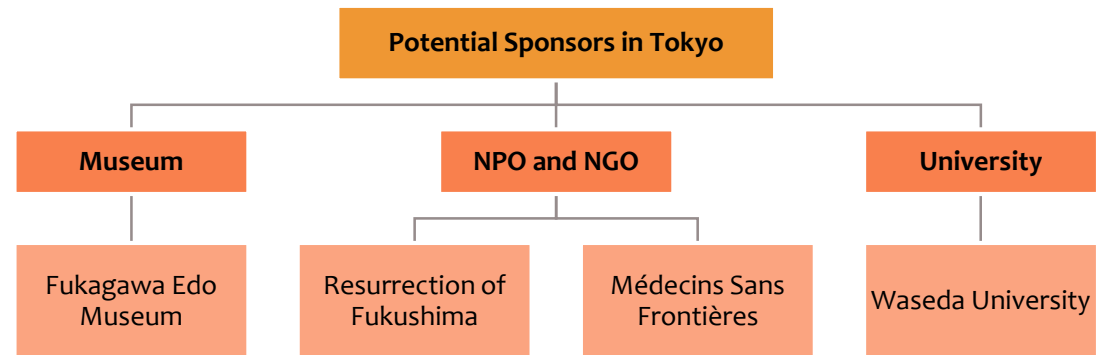 Potential Sponsors in Tokyo
Museum
NPO and NGO
University
Fukagawa Edo
Museum
Resurrection of
Fukushima
Médecins Sans
Frontières
Waseda University